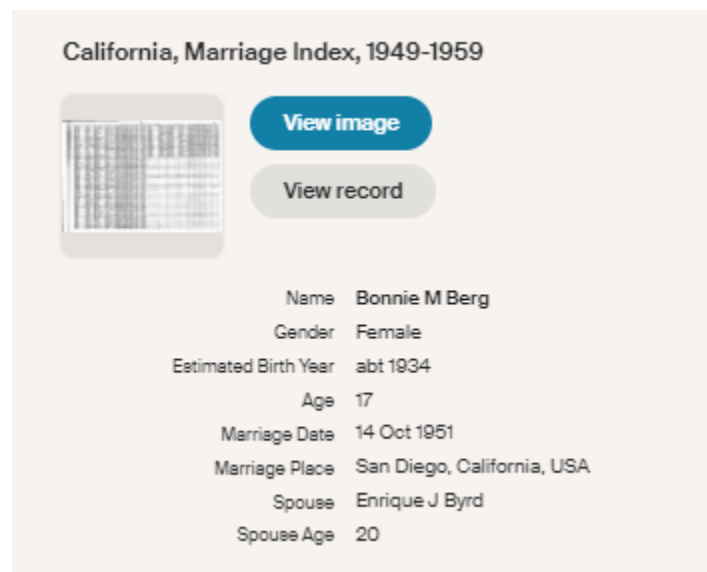 California, Marriage Index, 1949-1959
View image
View record
Name Bonnie M Berg
Gender Female
Estimated Birth Year abt 1934
Age 17
Marriage Date 14 Oct 1951
Marriage Place San Diego, California, USA
Spouse Enrique J Byrd
Spouse Age 20